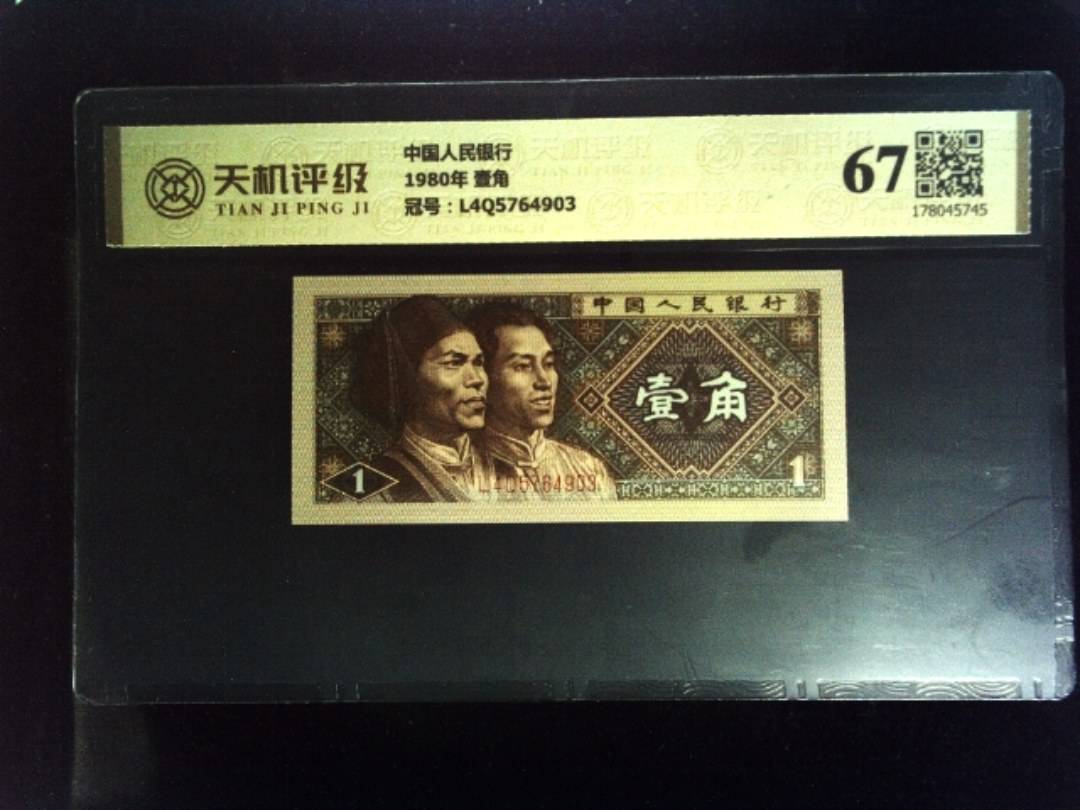 天机评级
TIAN JI PING JI
中国人民银行
1980年 壹角
冠号：L4Q5764903
67
178045745
中国人民银行
壹角
1
L4Q5764903
1